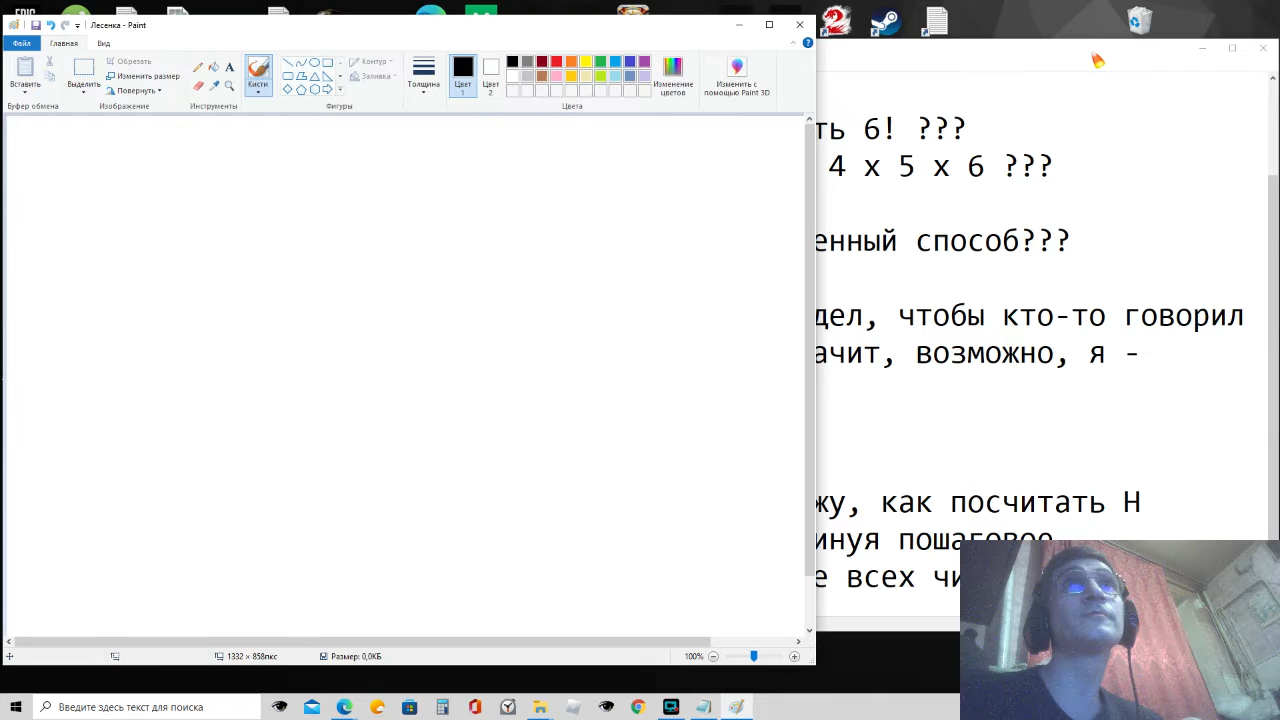 EPIC
Лесенка - Paint
Файл
Главная
Вид
Вставить
Буфер обмена
Выделить
Обрезать
Изменить размер
Повернуть
Изображение
Инструменты
Кисти
Контур
Заливка
Фигуры
Толщина
Цвет 1
Цвет 2
Цвета
Изменение цветов
Изменить с помощью Paint 3D
ть 6! ???
4 х 5 х 6 ???
енный способ???
дел, чтобы кто-то говорил
ачит, возможно, я -
жу, как посчитать Н
инуя пошаговое
е всех чи
1332 × 858пкс
Размер: 0,0КБ
100%
Введите здесь текст для поиска